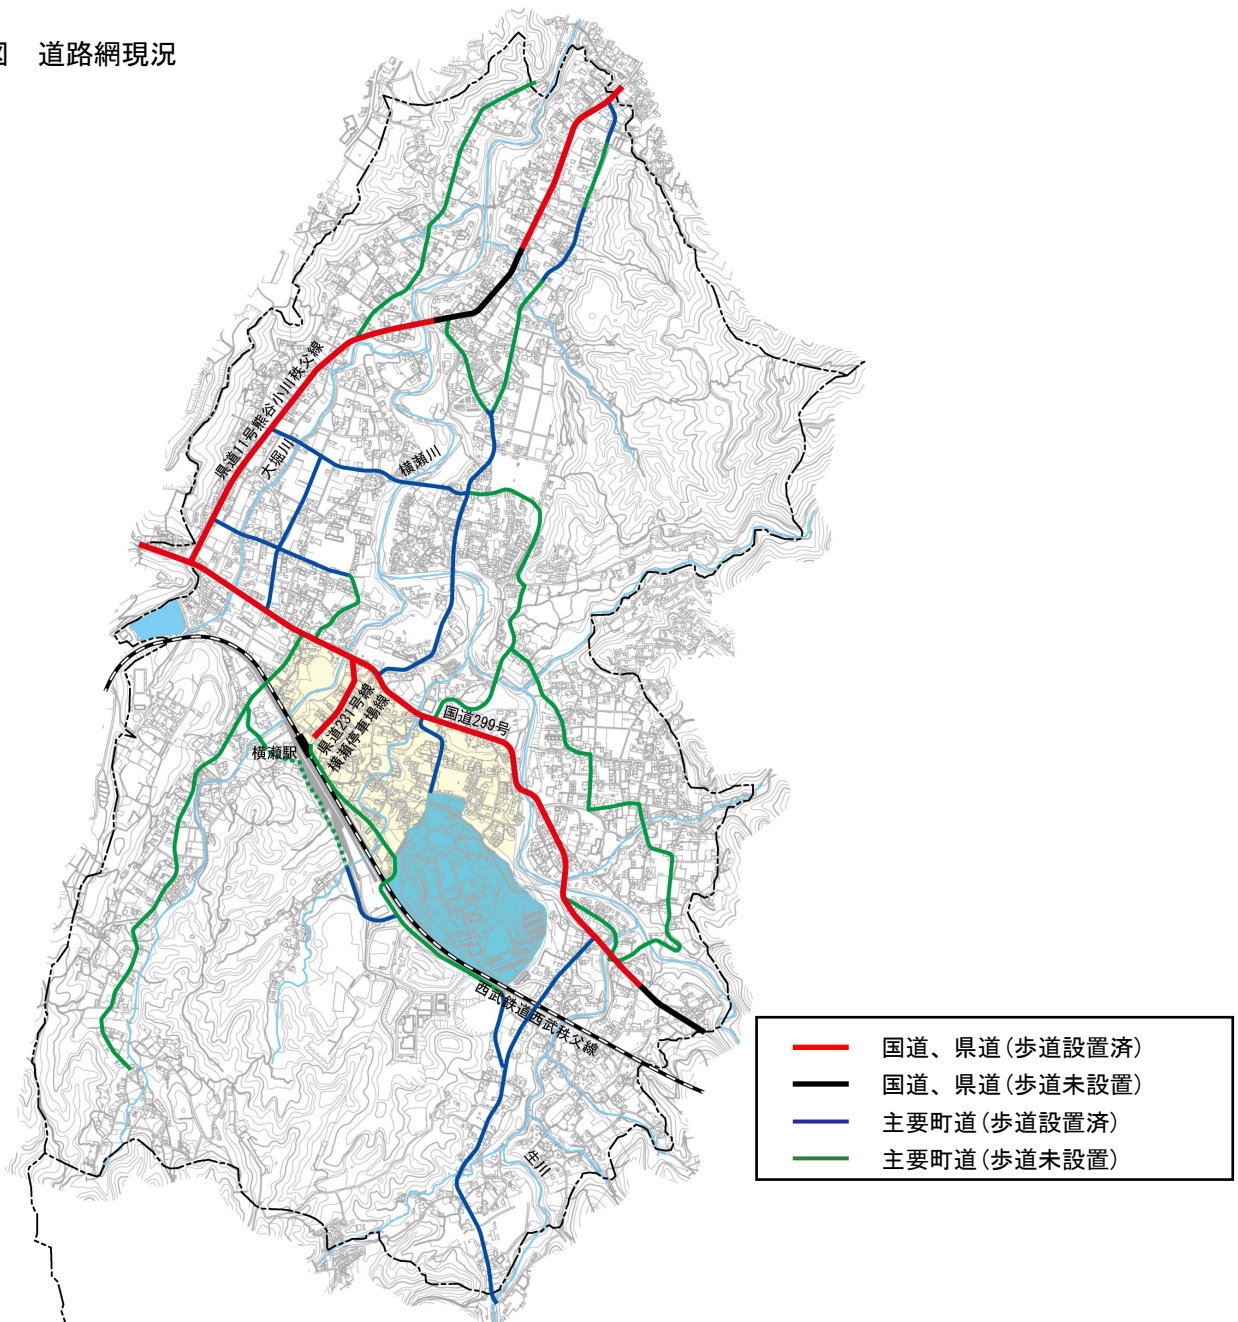 図　道路網現況
県道11号熊谷小川秩父線
大堀川
横瀬川
県道231号線
横瀬停車場線
国道299号
横瀬駅
西武鉄道西武秩父線
生川
国道、県道(歩道設置済)
国道、県道(歩道未設置)
主要町道(歩道設置済)
主要町道(歩道未設置)